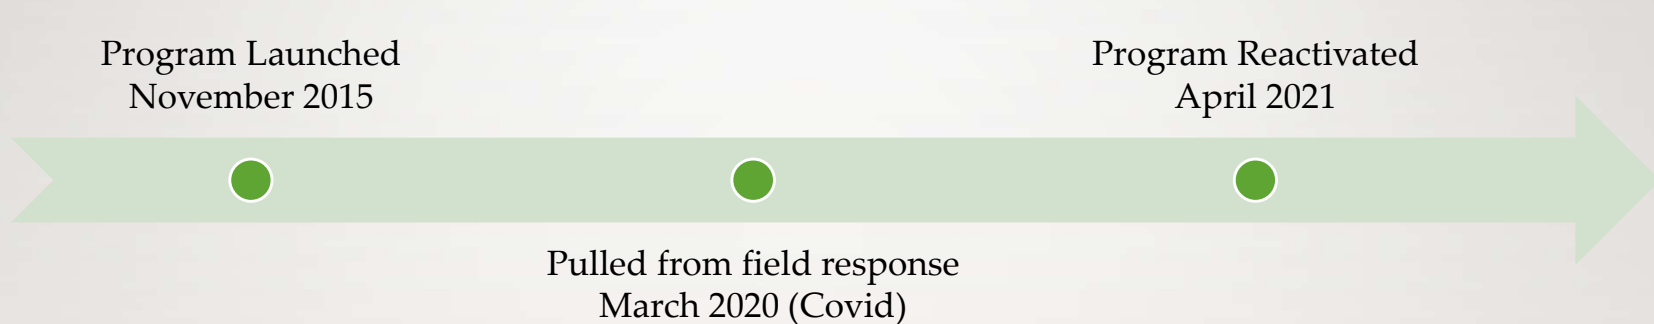 Program Launched
November 2015
Pulled from field response
March 2020 (Covid)
Program Reactivated
April 2021